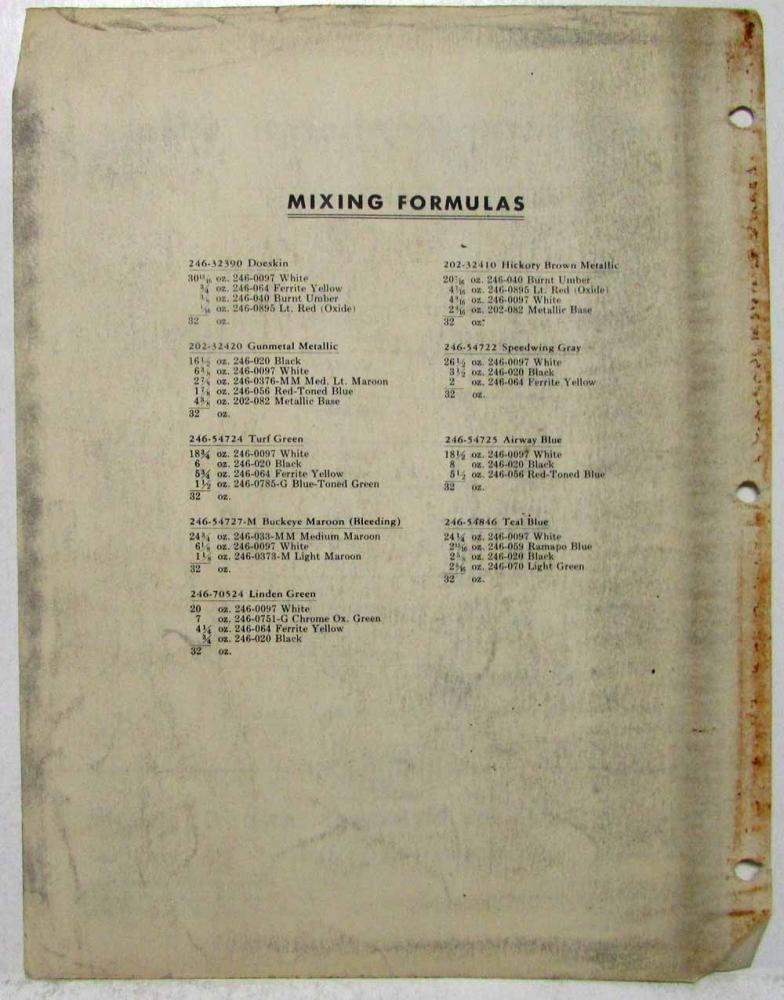 MIXING FORMULAS
246-32390 Doeskin
oz. 246-0097 White
¾ oz. 246-064 Ferrite Yellow
oz. 246-040 Burnt Umber
oz. 246-0895 Lt. Red (Oxide)
32 oz.
202-32420 Gunmetal Metallic
16½ oz. 246-020 Black
oz. 246-0097 White
oz. 246-0376-MM Med. Lt. Maroon
oz. 246-056 Red-Toned Blue
oz. 202-082 Metallic Base
32 oz.
246-54724 Turf Green
18¾ oz. 246-0097 White
6 oz. 246-020 Black
5¾ oz. 246-064 Ferrite Yellow
1½ oz. 246-0785-G Blue-Toned Green
32 oz.
246-54727-M Buckeye Maroon (Bleeding)
24¾ oz. 246-033-MM Medium Maroon
6⅛ oz. 246-0097 White
1⅛ oz. 246-0373-M Light Maroon
32 oz.
246-70524 Linden Green
20 oz. 246-0097 White
7 oz. 246-0751-G Chrome Ox. Green
4¼ oz. 246-064 Ferrite Yellow
¾ oz. 246-020 Black
32 oz.
202-32410 Hickory Brown Metallic
oz. 246-040 Burnt Umber
oz. 246-0895 Lt. Red (Oxide)
oz. 246-0097 White
oz. 202-082 Metallic Base
32 oz.
246-54722 Speedwing Gray
26½ oz. 246-0097 White
3½ oz. 246-020 Black
2 oz. 246-064 Ferrite Yellow
32 oz.
246-54725 Airway Blue
18½ oz. 246-0097 White
8 oz. 246-020 Black
5½ oz. 246-056 Red-Toned Blue
32 oz.
246-54846 Teal Blue
oz. 246-0097 White
oz. 246-059 Ramapo Blue
oz. 246-020 Black
oz. 246-070 Light Green
32 oz.